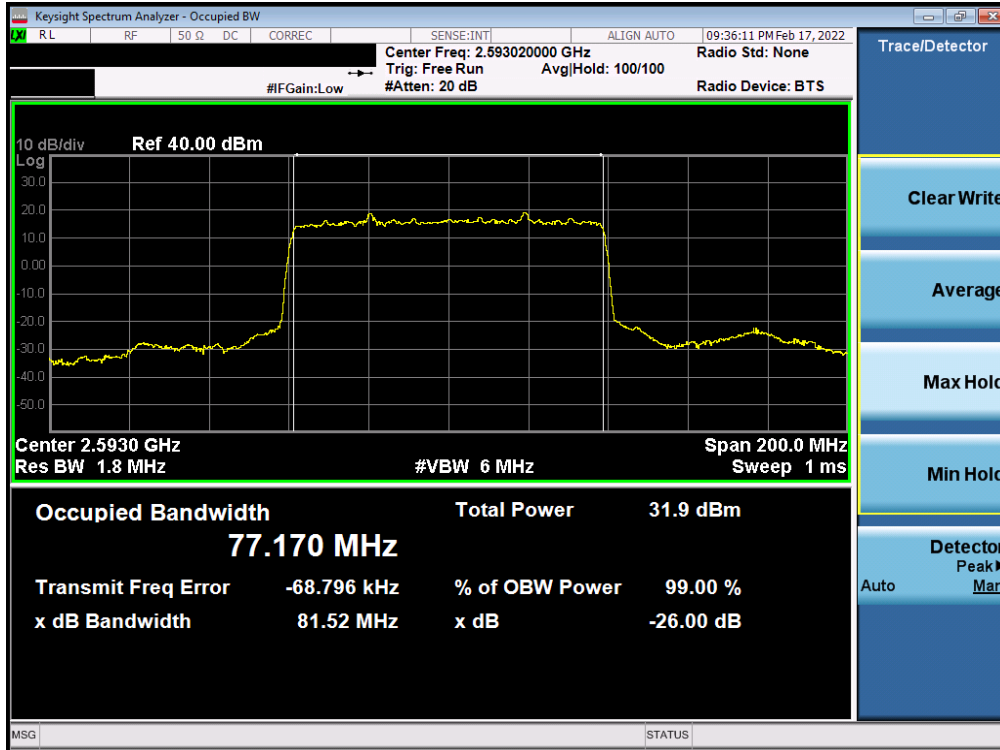 Keysight Spectrum Analyzer - Occupied BW
LXI RL RF 50 Ω DC CORREC SENSE:INT ALIGN AUTO 09:36:11 PM Feb 17, 2022
Center Freq: 2.593020000 GHz Radio Std: None
Trig: Free Run Avg|Hold: 100/100
#IFGain:Low #Atten: 20 dB Radio Device: BTS
10 dB/div Ref 40.00 dBm
Log
30.0
20.0
10.0
0.00
-10.0
-20.0
-30.0
-40.0
-50.0
Center 2.5930 GHz Span 200.0 MHz
Res BW 1.8 MHz #VBW 6 MHz Sweep 1 ms
Occupied Bandwidth Total Power 31.9 dBm
77.170 MHz
Transmit Freq Error -68.796 kHz % of OBW Power 99.00 %
x dB Bandwidth 81.52 MHz x dB -26.00 dB
MSG STATUS
Trace/Detector
Clear Write
Average
Max Hold
Min Hold
Detector
Peak
Auto Man